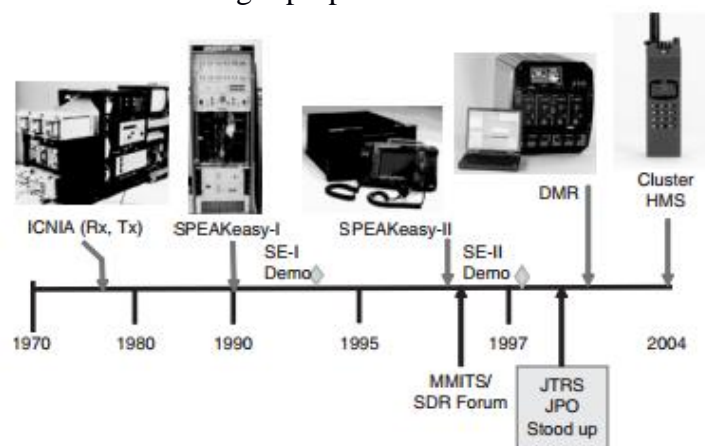 ICNIA (Rx, Tx)
SPEAKeasy-I
SPEAKeasy-II
DMR
Cluster
HMS
SE-I
Demo
SE-II
Demo
1970
1980
1990
1995
1997
2004
MMITS/
SDR Forum
JTRS
JPO
Stood up